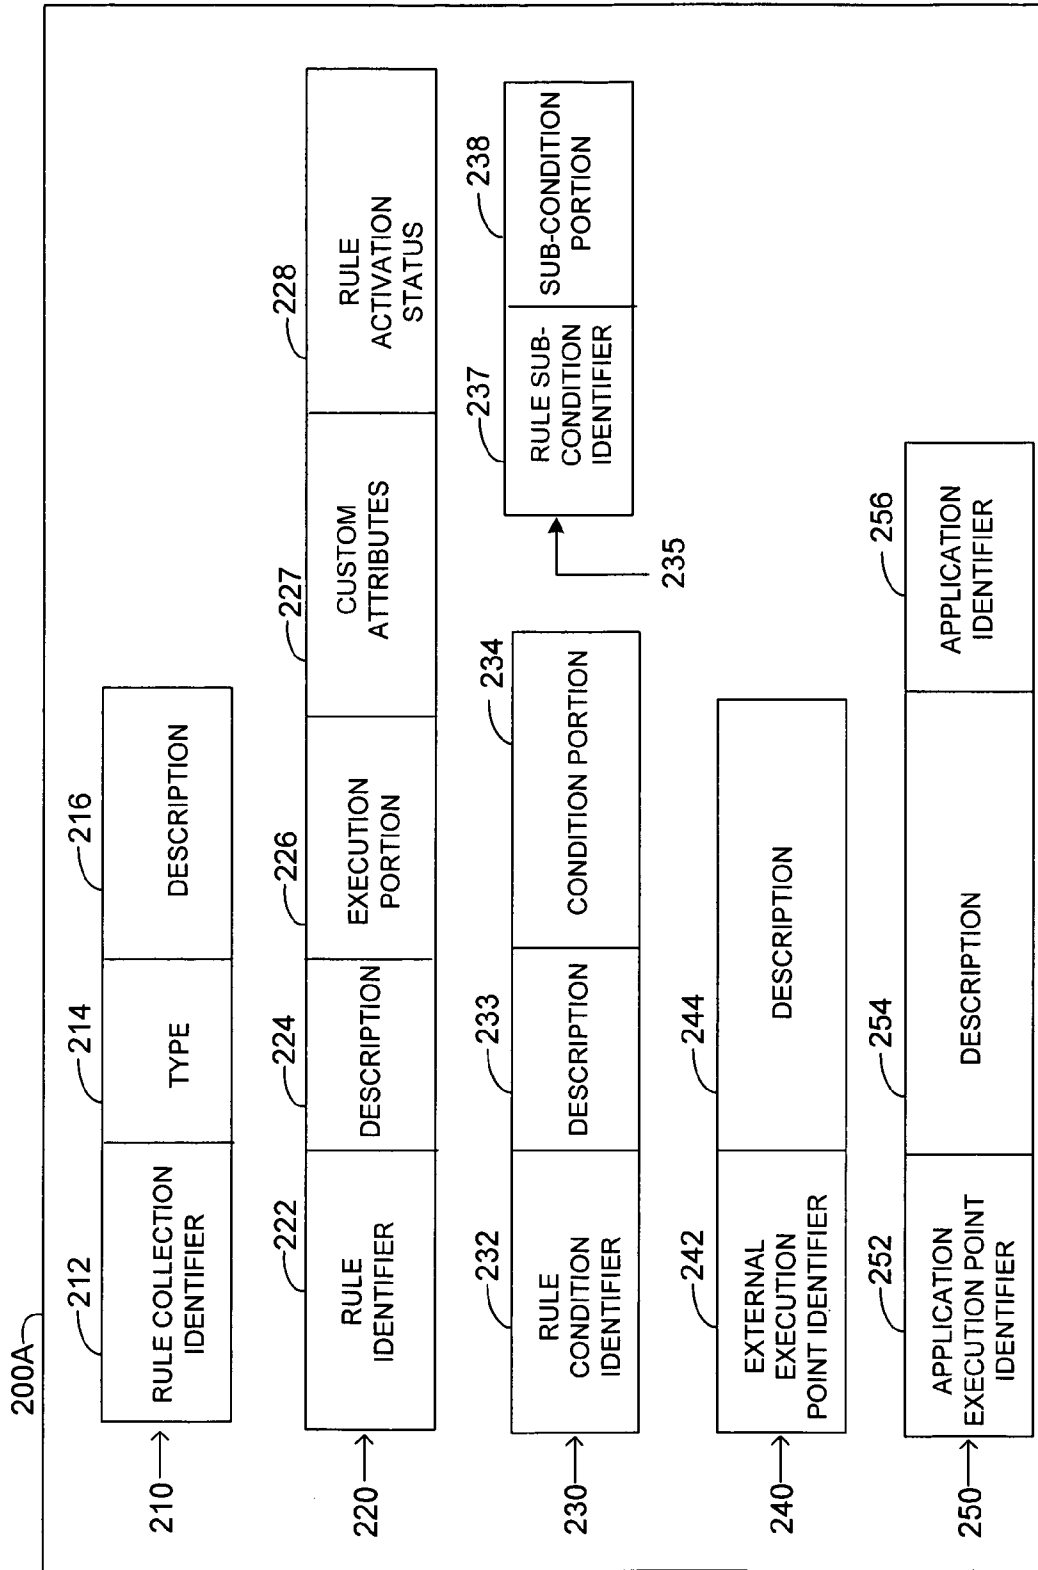 200A
212
214
216
210
RULE COLLECTION
IDENTIFIER
TYPE
DESCRIPTION
222
224
226
227
228
220
RULE
IDENTIFIER
DESCRIPTION
EXECUTION
PORTION
CUSTOM
ATTRIBUTES
RULE
ACTIVATION
STATUS
232
233
234
237
238
230
RULE
CONDITION
IDENTIFIER
DESCRIPTION
CONDITION PORTION
235
RULE SUB-
CONDITION
IDENTIFIER
SUB-CONDITION
PORTION
242
244
240
EXTERNAL
EXECUTION
POINT IDENTIFIER
DESCRIPTION
252
254
256
250
APPLICATION
EXECUTION POINT
IDENTIFIER
DESCRIPTION
APPLICATION
IDENTIFIER